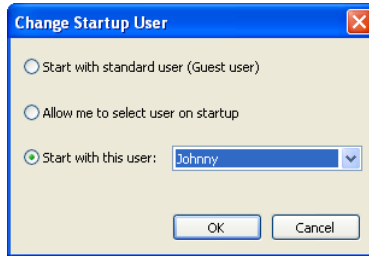 Change Startup User
Start with standard user (Guest user)
Allow me to select user on startup
Start with this user: Johnny
OK Cancel